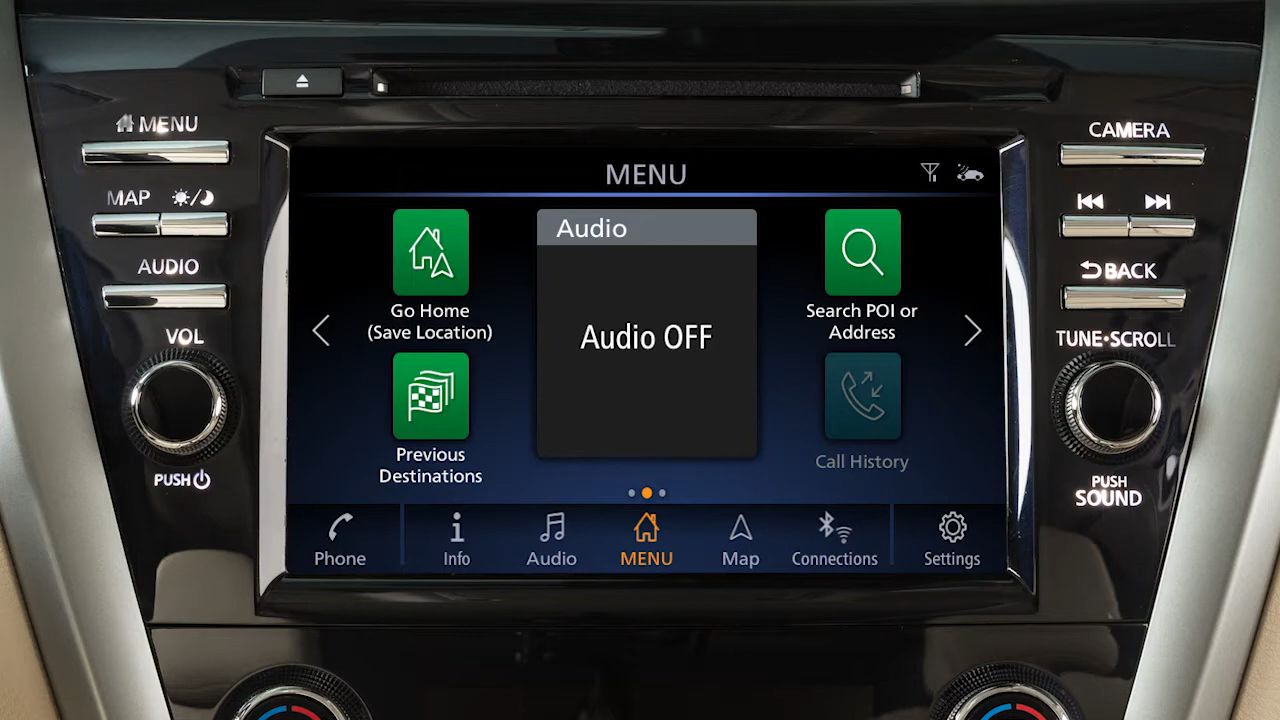 MENU
MAP
AUDIO
VOL
PUSH
MENU
Go Home
(Save Location)
Previous
Destinations
Audio
Audio OFF
Search POI or
Address
Call History
Phone
Info
Audio
MENU
Map
Connections
Settings
CAMERA
BACK
TUNE•SCROLL
PUSH
SOUND